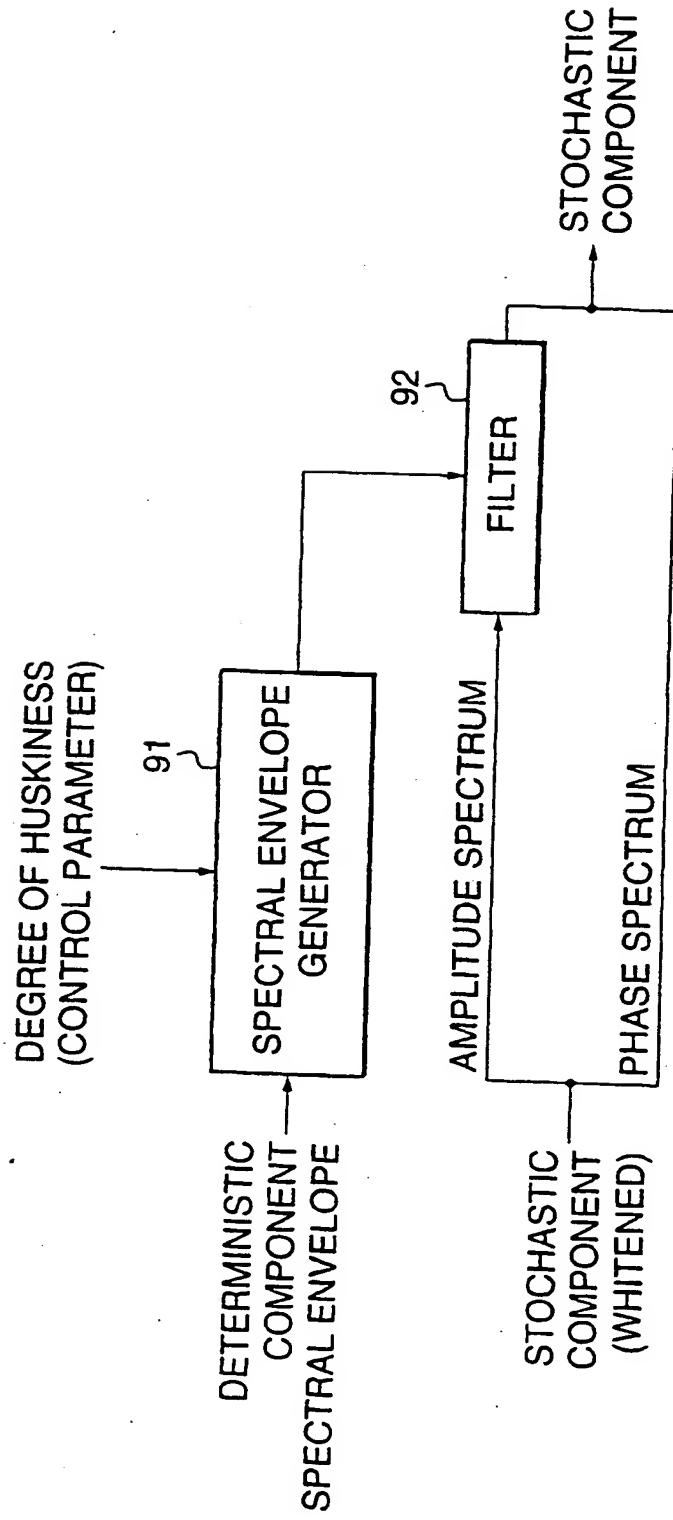 DEGREE OF HUSKINESS
(CONTROL PARAMETER)
91
DETERMINISTIC
COMPONENT
SPECTRAL ENVELOPE
SPECTRAL ENVELOPE
GENERATOR
92
FILTER
AMPLITUDE SPECTRUM
STOCHASTIC
COMPONENT
(WHITENED)
PHASE SPECTRUM
STOCHASTIC
COMPONENT